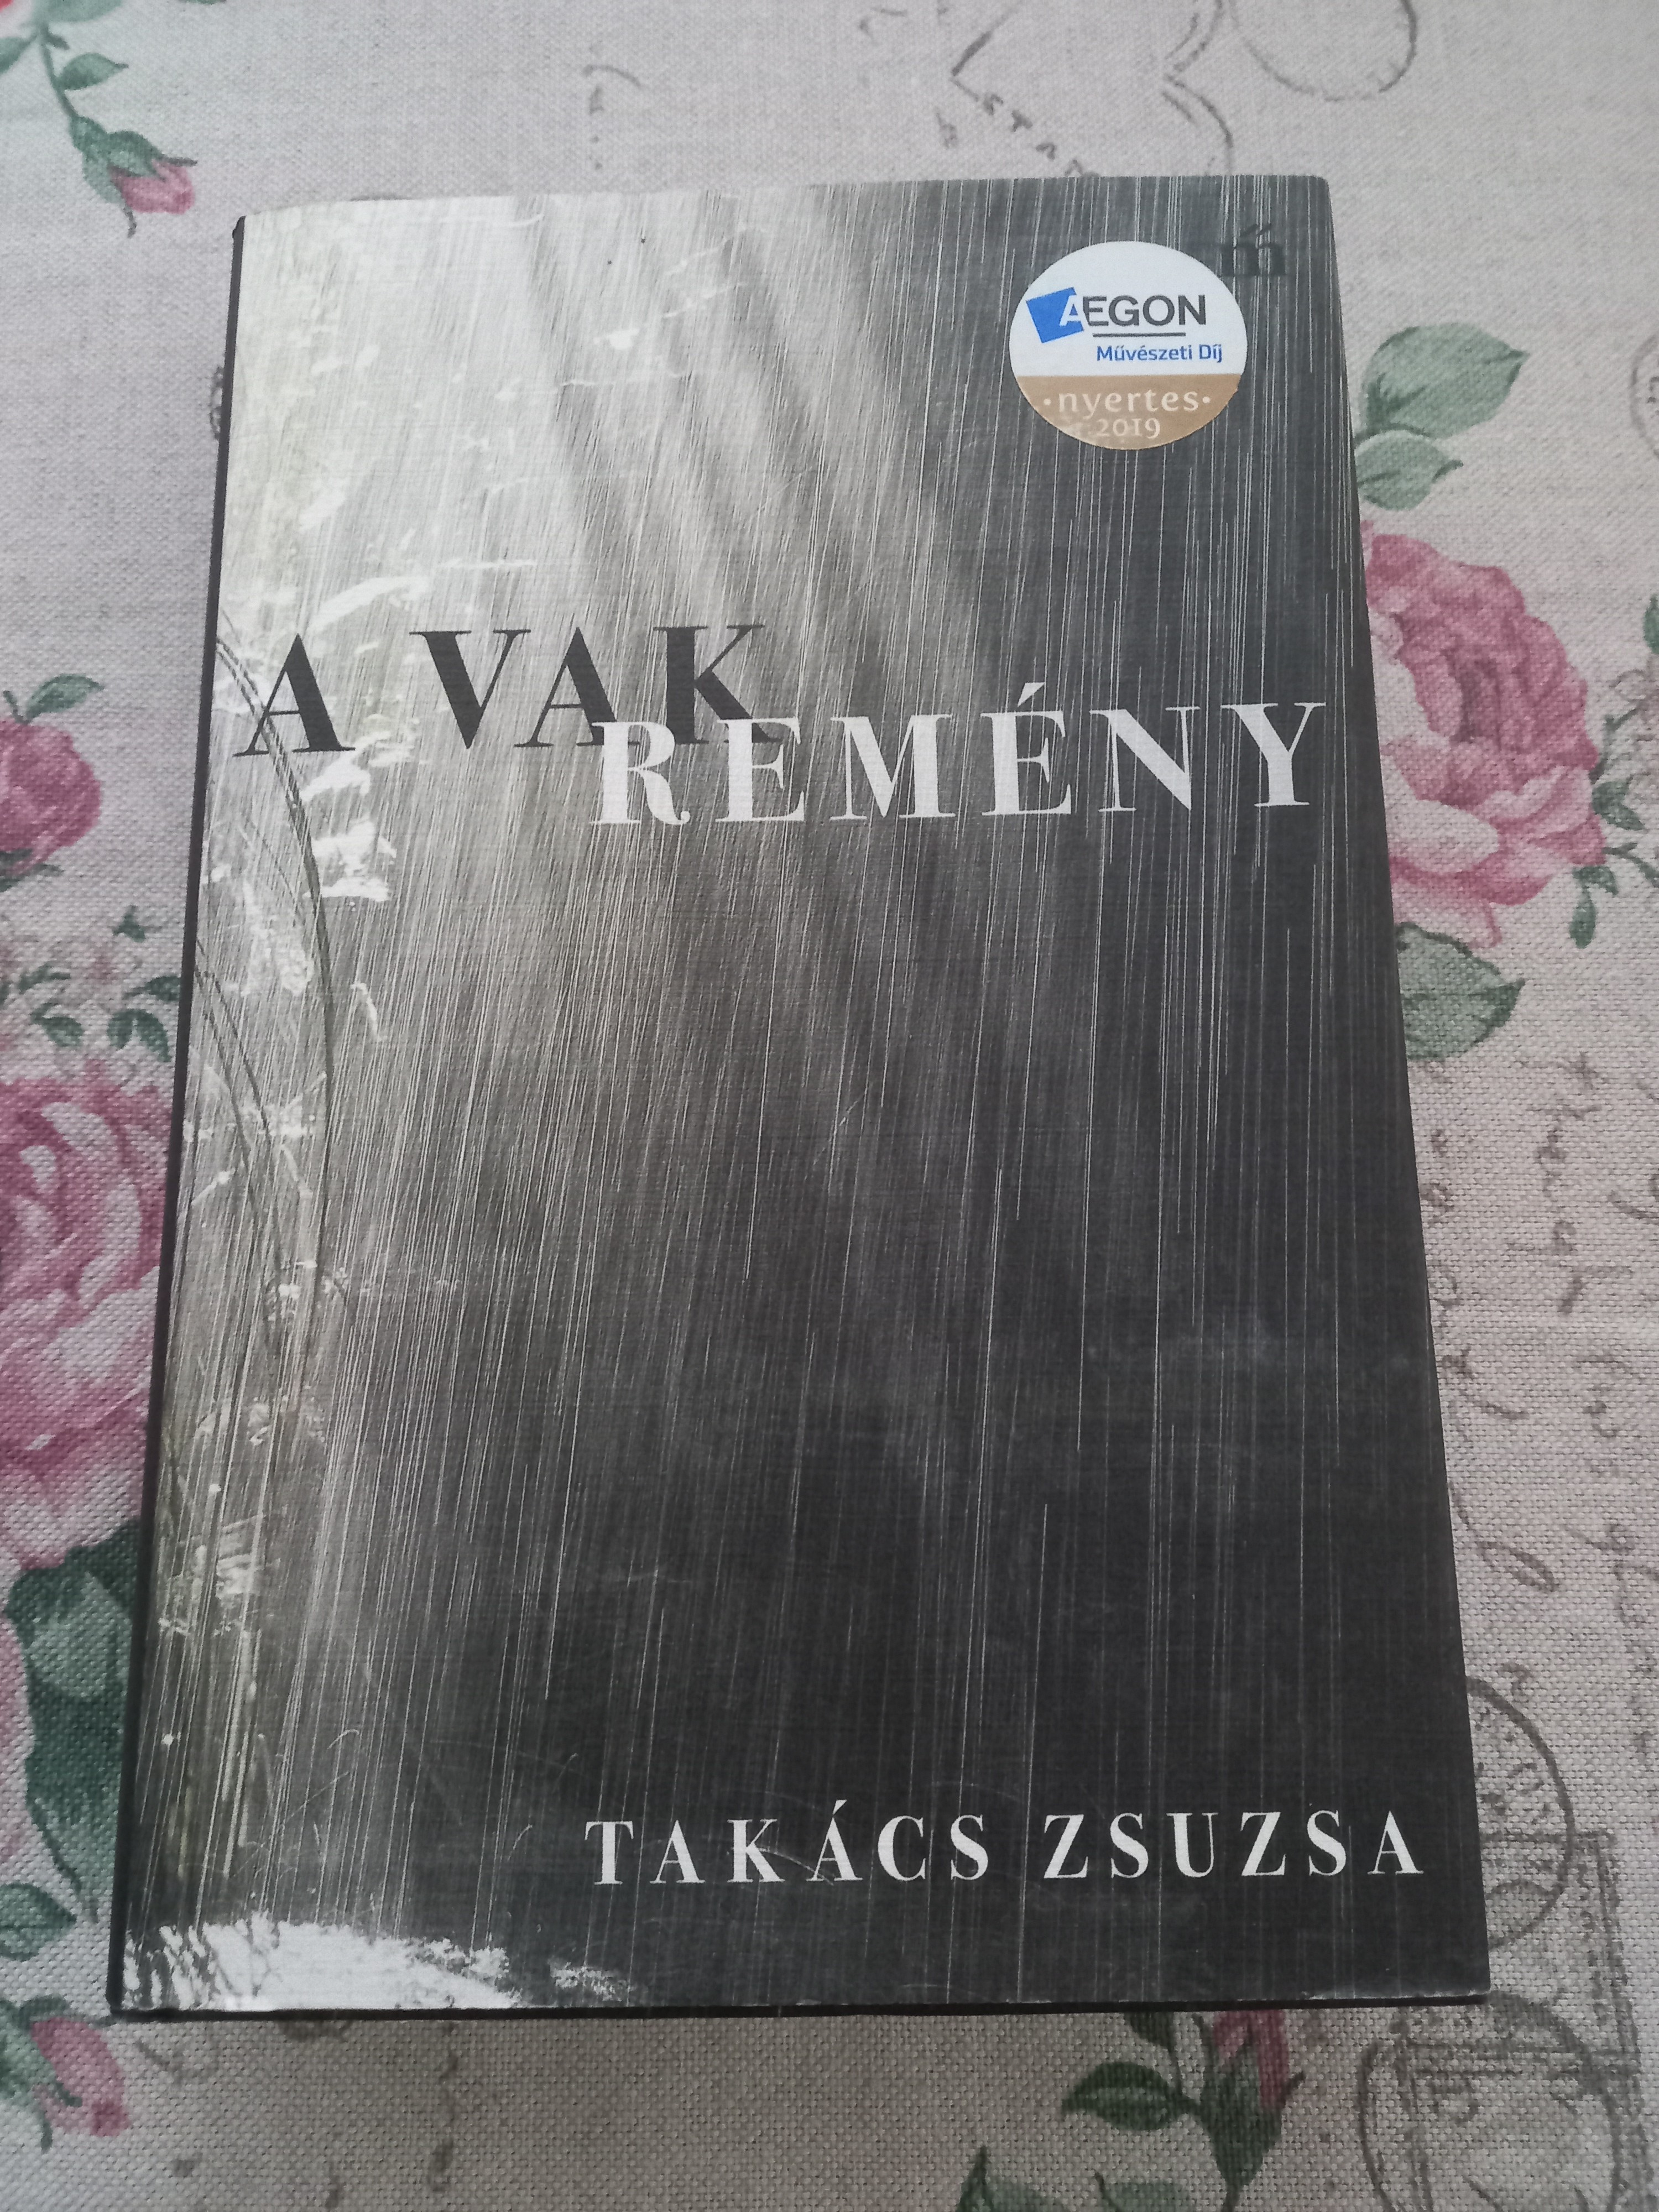 ḿ
AEGON
Művészeti Díj
•nyertes•
2019
A VAK
REMÉNY
TAKÁCS ZSUZSA